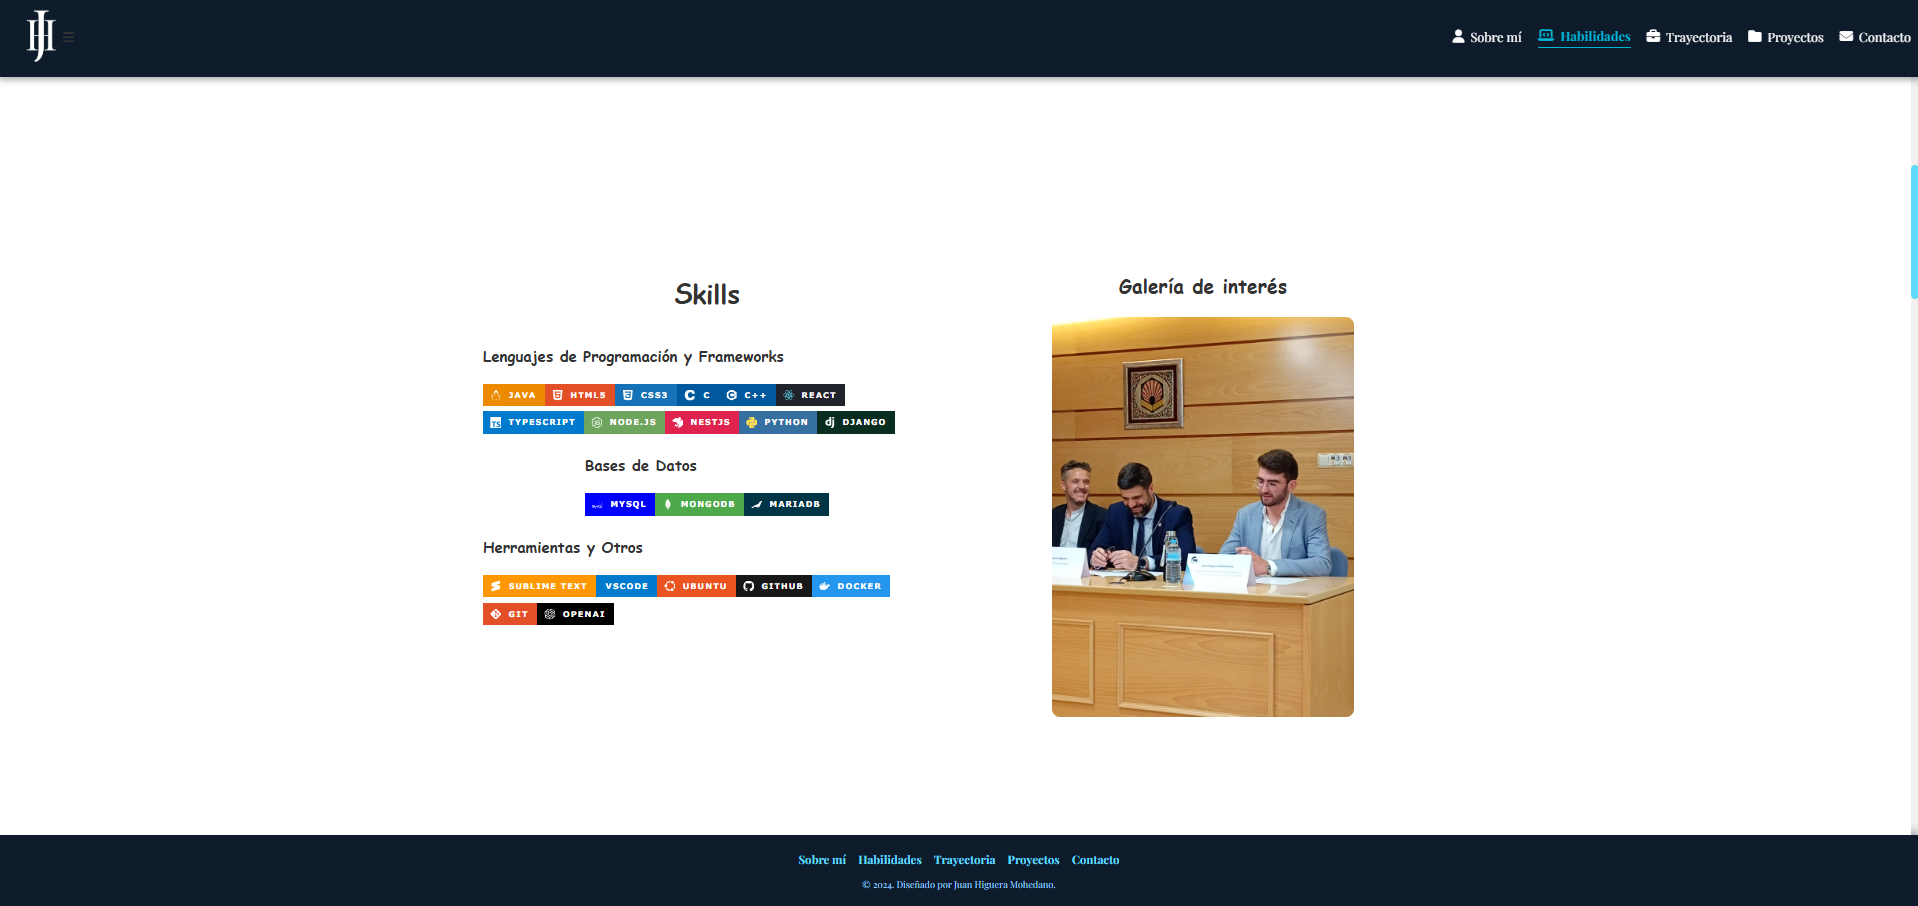 JH
Sobre mí
Habilidades
Trayectoria
Proyectos
Contacto
Skills
Lenguajes de Programación y Frameworks
JAVA HTML5 CSS3 C C++ REACT
TYPESCRIPT NODE.JS NESTJS PYTHON DJANGO
Bases de Datos
MYSQL MONGODB MARIADB
Herramientas y Otros
SUBLIME TEXT VSCODE UBUNTU GITHUB DOCKER
GIT OPENAI
Galería de interés
Sobre mí Habilidades Trayectoria Proyectos Contacto
© 2024. Diseñado por Juan Higuera Mohedano.